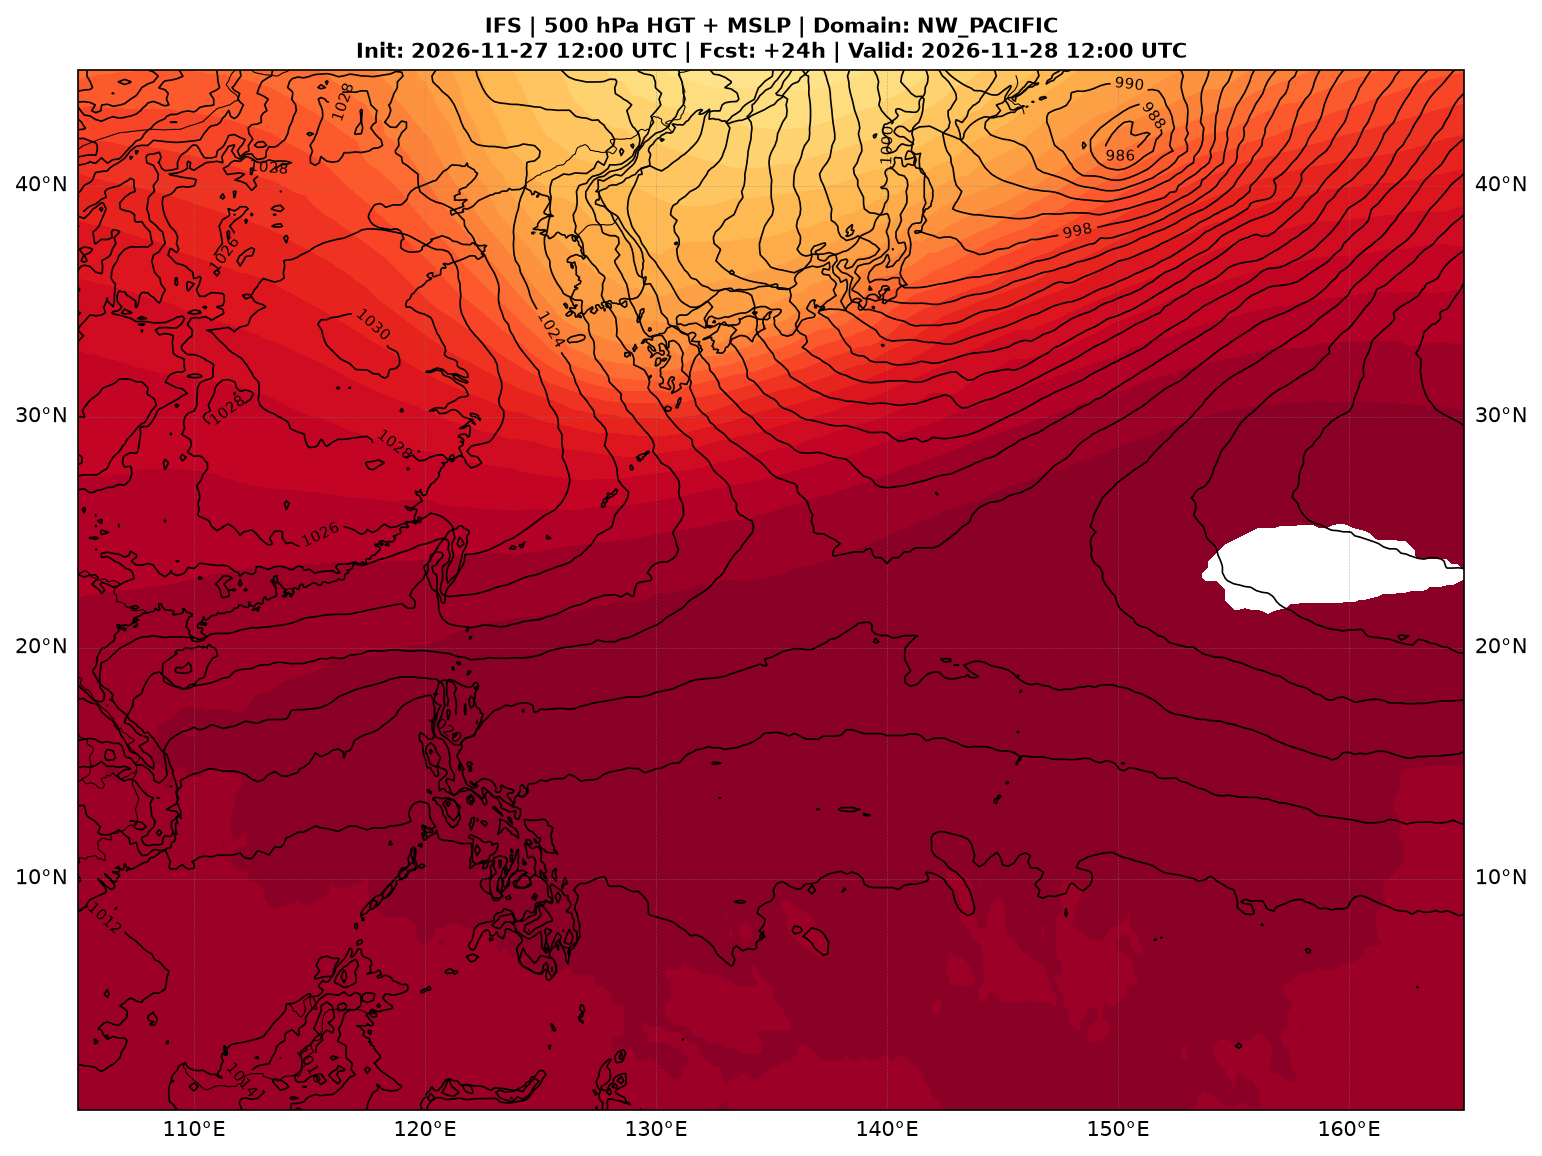 IFS | 500 hPa HGT + MSLP | Domain: NW_PACIFIC
Init: 2026-11-27 12:00 UTC | Fcst: +24h | Valid: 2026-11-28 12:00 UTC
990
988
986
1028
1000
1028
40°N
40°N
998
1026
1030
1024
30°N
30°N
1028
1028
1026
20°N
20°N
10°N
10°N
1012
1014
110°E
120°E
130°E
140°E
150°E
160°E